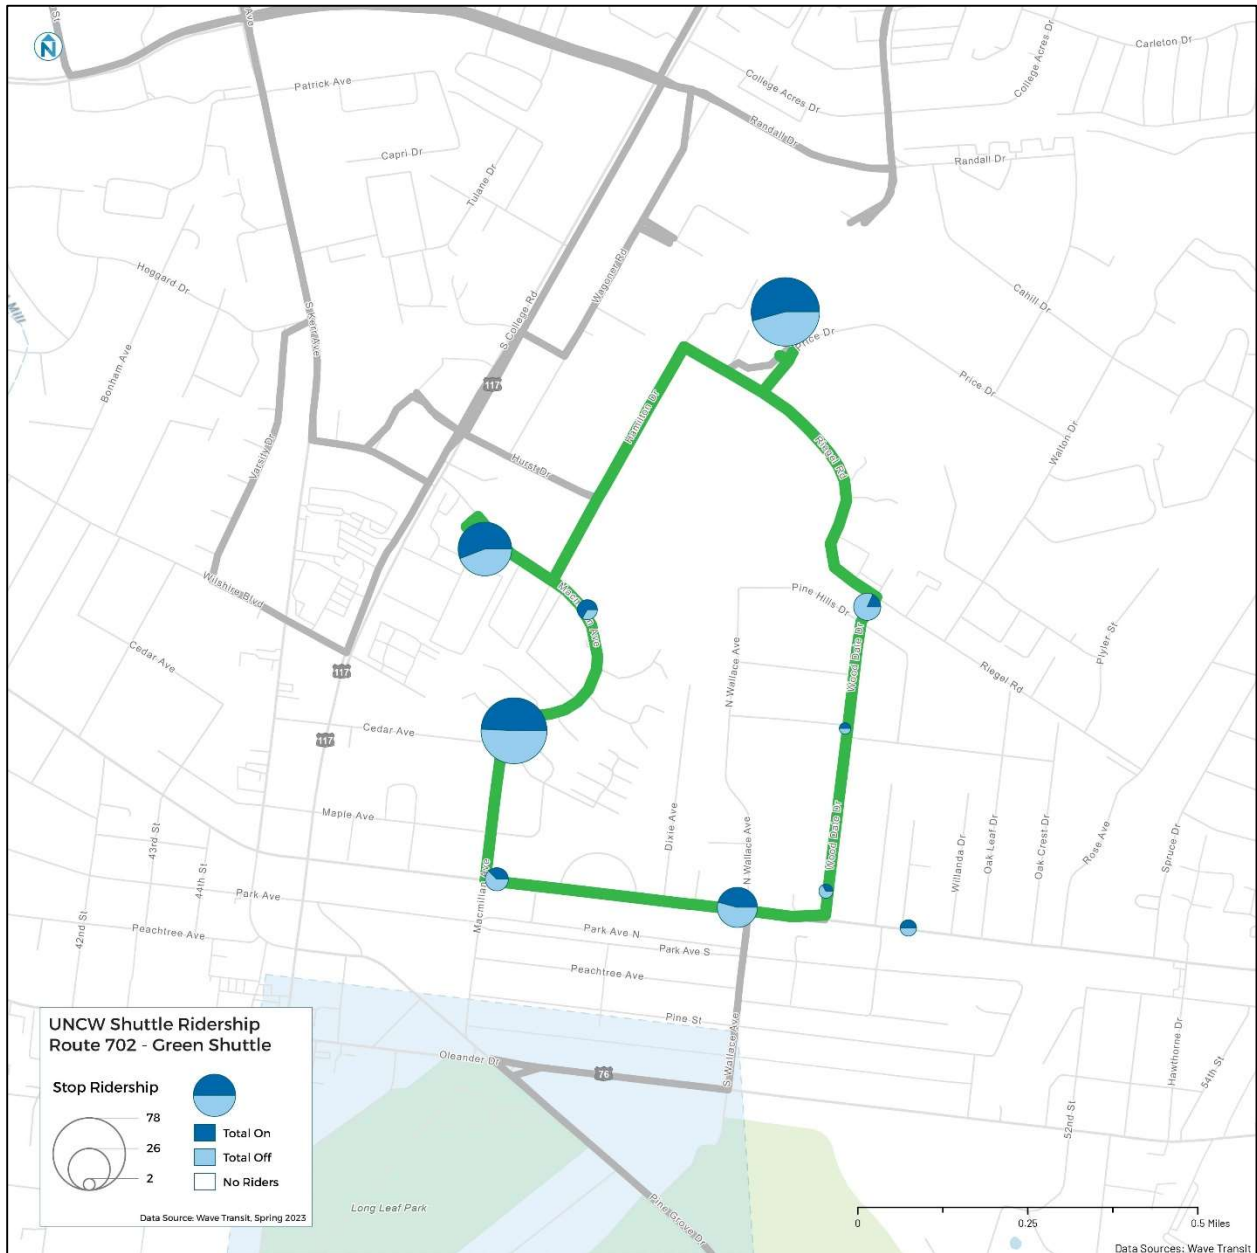 St
Ave
N
Carleton Dr
College Acres Dr
Patrick Ave
College Acres Dr
Randall Dr
Capri Dr
Randall Dr
Tulane Dr
Hoggard Dr
Wagoner Rd
Cahill Dr
Mill
S Kerr Ave
S College Rd
Bonham Ave
Price Dr
Price Dr
117
Hamilton Dr
Walton Dr
Varsity Dr
Hurst Dr
Riegel Rd
Wilshire Blvd
Pine Hills Dr
Plyler St
Cedar Ave
N Wallace Ave
Wood Dale Dr
Riegel Rd
117
Cedar Ave
117
Maple Ave
Dixie Ave
N Wallace Ave
Wood Dale Dr
43rd St
44th St
Willanda Dr
Oak Leaf Dr
Oak Crest Dr
Rose Ave
Spruce Dr
Park Ave
Macmillan Ave
42nd St
Peachtree Ave
Park Ave N
Park Ave S
Peachtree Ave
Pine St
S Wallace Ave
Oleander Dr
76
Hawthorne Dr
54th St
52nd St
UNCW Shuttle Ridership
Route 702 - Green Shuttle
Stop Ridership
78
26
2
Total On
Total Off
No Riders
Data Source: Wave Transit, Spring 2023
Long Leaf Park
Pine Grove Dr
0
0.25
0.5 Miles
Data Sources: Wave Transit